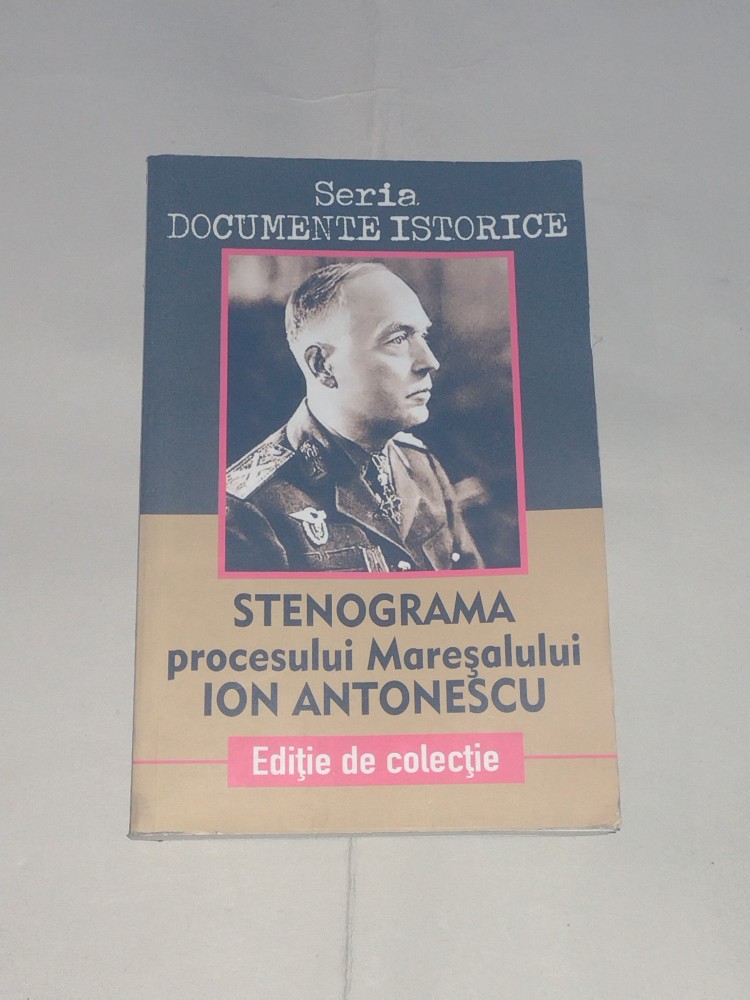 Seria
DOCUMENTE ISTORICE
STENOGRAMA
procesului Mareşalului
ION ANTONESCU
Ediţie de colecţie